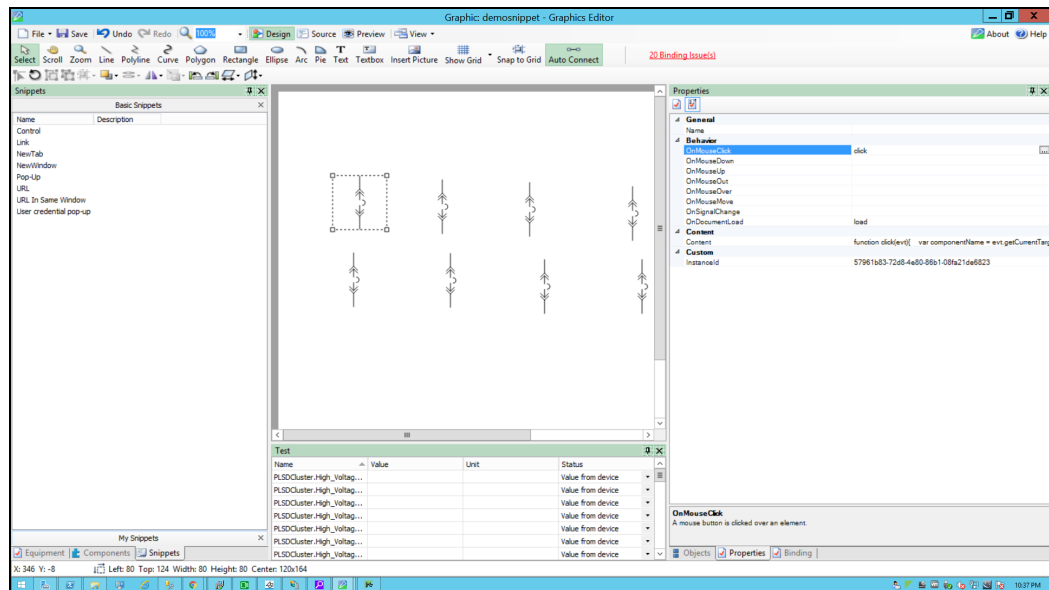 Graphic: demosnippet - Graphics Editor
File Save Undo Redo 100% Design Source Preview View About Help
Select Scroll Zoom Line Polyline Curve Polygon Rectangle Ellipse Arc Pie Text Textbox Insert Picture Show Grid Snap to Grid Auto Connect 20 Binding Issue(s)
Snippets
Basic Snippets
Name Description
Control
Link
NewTab
NewWindow
Pop-Up
URL
URL In Same Window
User credential pop-up
My Snippets
Equipment Components Snippets
Test
Name Value Unit Status
PLSDCluster.High_Voltag... Value from device
PLSDCluster.High_Voltag... Value from device
PLSDCluster.High_Voltag... Value from device
PLSDCluster.High_Voltag... Value from device
PLSDCluster.High_Voltag... Value from device
PLSDCluster.High_Voltag... Value from device
PLSDCluster.High_Voltag... Value from device
Properties
General
Name
Behavior
OnMouseClick click ...
OnMouseDown
OnMouseUp
OnMouseOut
OnMouseOver
OnMouseMove
OnSignalChange
OnDocumentLoad load
Content
Content function click(evt){ var componentName = evt.getCurrentTarg
Custom
InstanceId 57961b83-72d8-4e80-86b1-08fa21de6823
OnMouseClick
A mouse button is clicked over an element.
Objects Properties Binding
X: 346 Y: -8 Left: 80 Top: 124 Width: 80 Height: 80 Center: 120x164
10:37 PM